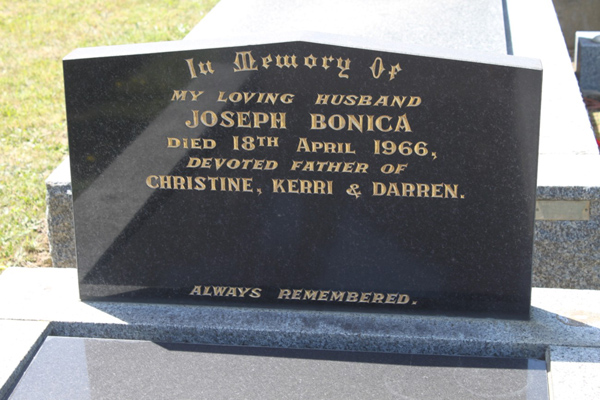 In Memory Of
MY LOVING HUSBAND
JOSEPH BONICA
DIED 18TH APRIL 1966,
DEVOTED FATHER OF
CHRISTINE, KERRI & DARREN.
ALWAYS REMEMBERED.